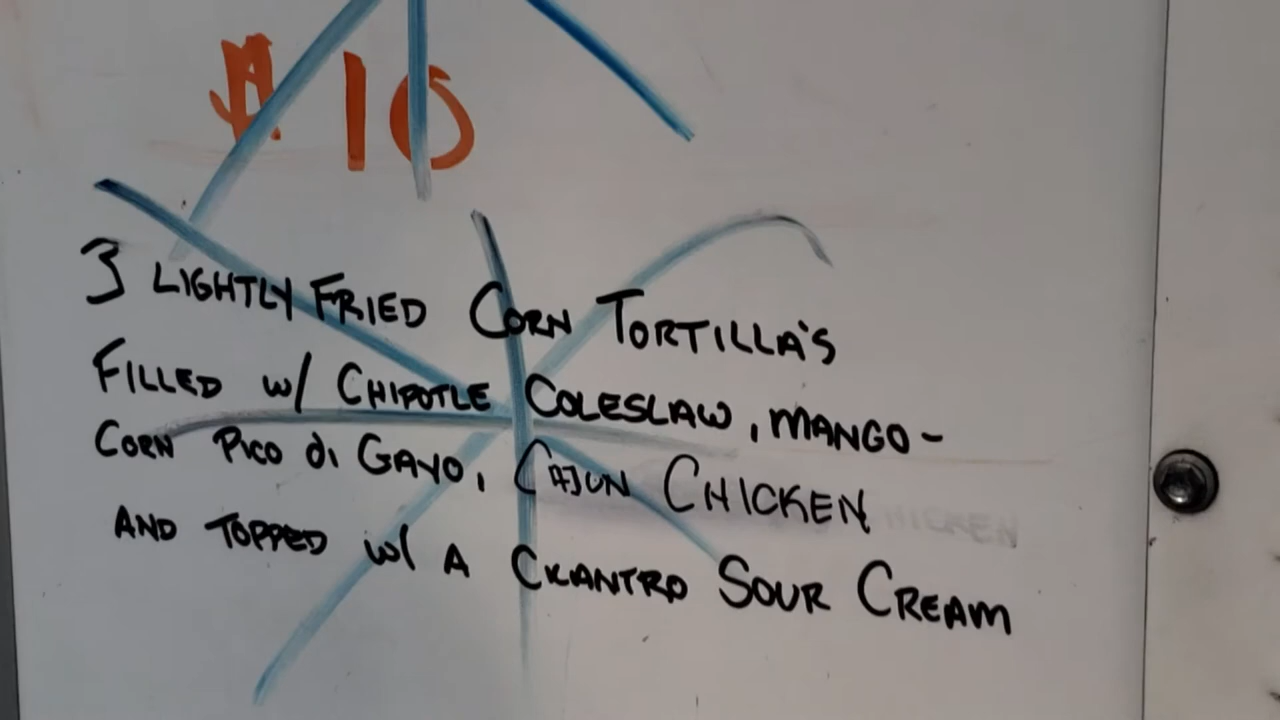 $10
3 LIGHTLY FRIED CORN TORTILLA'S
FILLED w/ CHIPOTLE COLESLAW, MANGO-
CORN PICO di GAYO, CAJUN CHICKEN
AND TOPPED w/ A CILANTRO SOUR CREAM